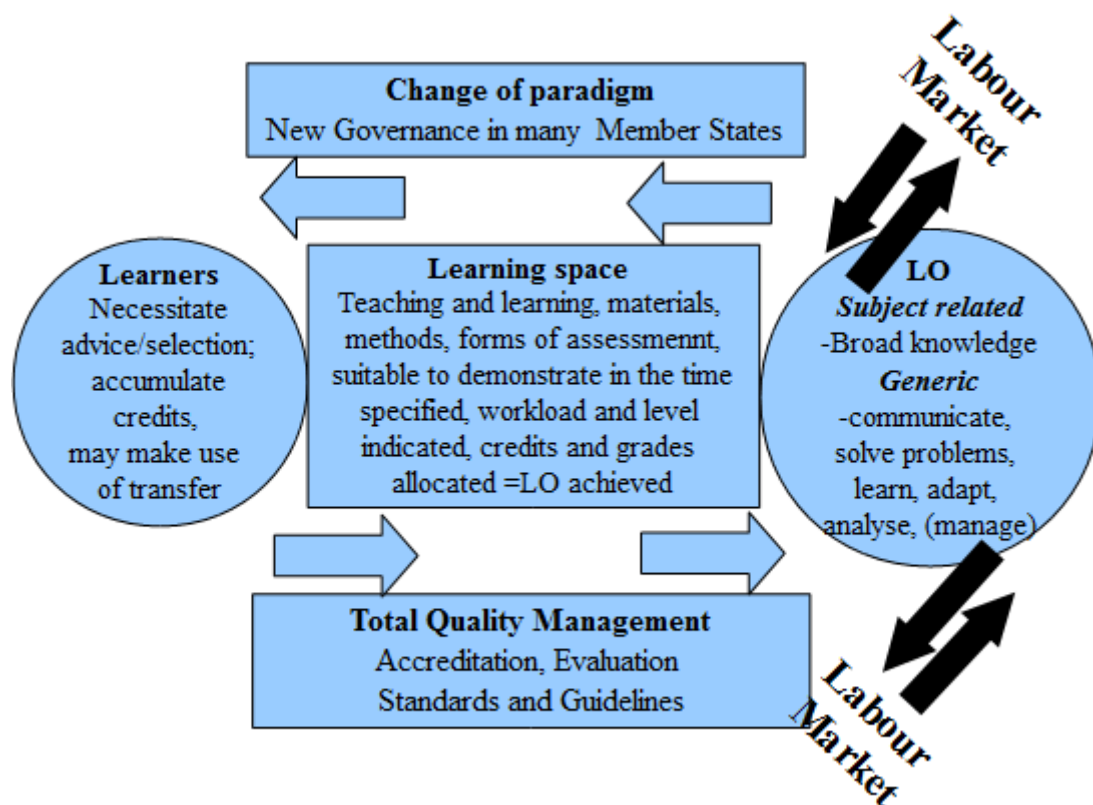 Labour
Market
Change of paradigm
New Governance in many Member States
Learners
Necessitate
advice/selection;
accumulate
credits,
may make use
of transfer
Learning space
Teaching and learning, materials,
methods, forms of assessmennt,
suitable to demonstrate in the time
specified, workload and level
indicated, credits and grades
allocated =LO achieved
LO
Subject related
-Broad knowledge
Generic
-communicate,
solve problems,
learn, adapt,
analyse, (manage)
Total Quality Management
Accreditation, Evaluation
Standards and Guidelines
Labour
Market